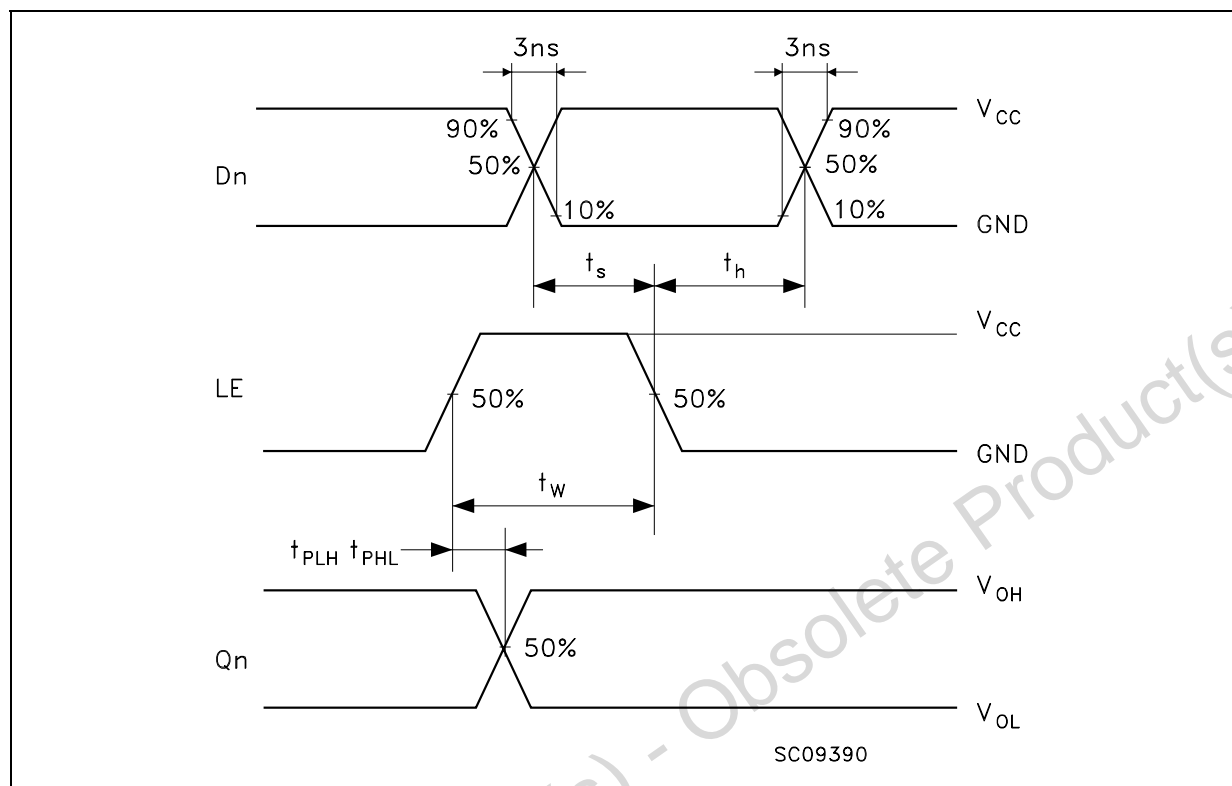 3ns 3ns
V_CC
90% 90%
50% 50%
Dn
10% 10%
GND
t_s t_h
V_CC
LE
50% 50%
GND
t_W
t_PLH t_PHL
V_OH
50%
Qn
V_OL
SC09390
(s) - Obsolete Product(s